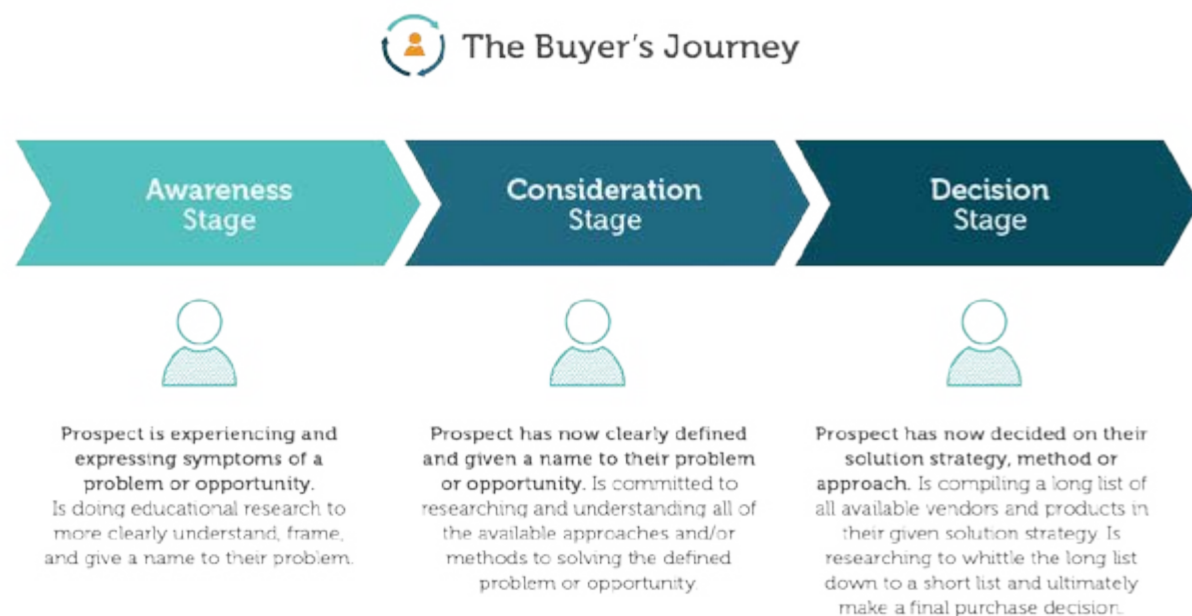 The Buyer's Journey
Awareness
Stage
Consideration
Stage
Decision
Stage
Prospect is experiencing and
expressing symptoms of a
problem or opportunity.
Is doing educational research to
more clearly understand, frame,
and give a name to their problem.
Prospect has now clearly defined
and given a name to their problem
or opportunity. Is committed to
researching and understanding all of
the available approaches and/or
methods to solving the defined
problem or opportunity.
Prospect has now decided on their
solution strategy, method or
approach. Is compiling a long list of
all available vendors and products in
their given solution strategy. Is
researching to whittle the long list
down to a short list and ultimately
make a final purchase decision.